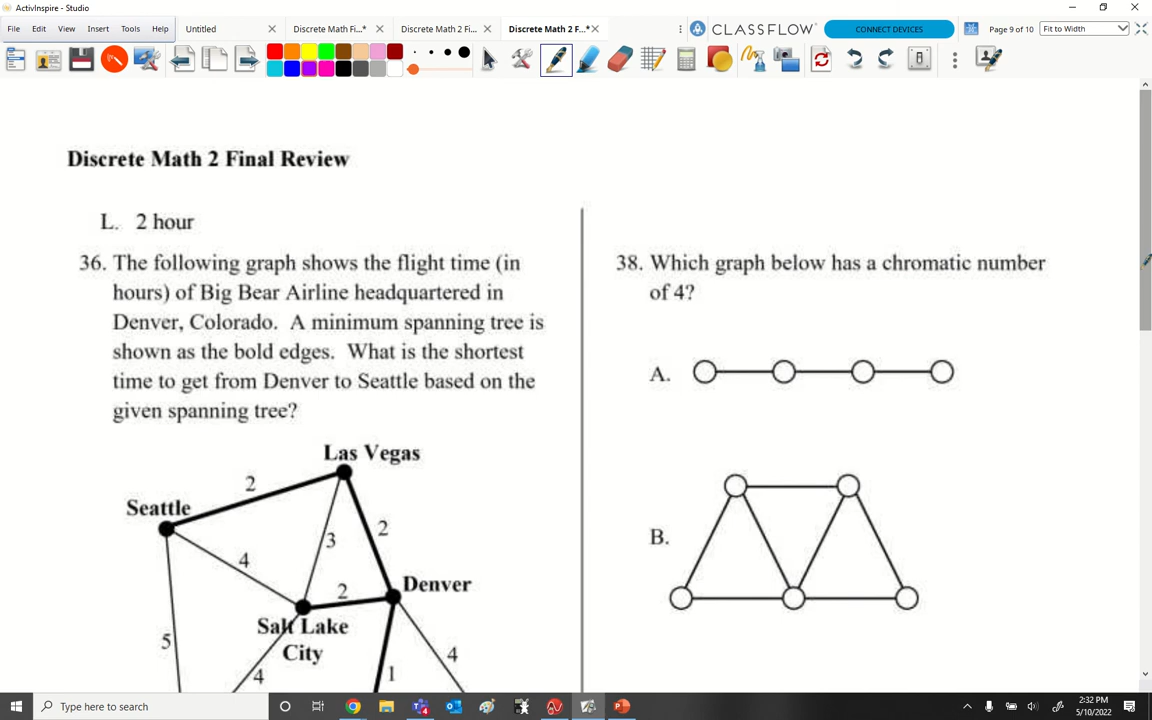 ActivInspire - Studio
File Edit View Insert Tools Help
Untitled
Discrete Math Fi...*
Discrete Math 2 Fi...
Discrete Math 2 F...*
CLASSFLOW
CONNECT DEVICES
Page 9 of 10
Fit to Width
Discrete Math 2 Final Review
L. 2 hour
36. The following graph shows the flight time (in
hours) of Big Bear Airline headquartered in
Denver, Colorado. A minimum spanning tree is
shown as the bold edges. What is the shortest
time to get from Denver to Seattle based on the
given spanning tree?
Las Vegas
2
Seattle
2
3
4
2
Denver
Salt Lake
City
5
4
4
1
38. Which graph below has a chromatic number
of 4?
A.
B.
Type here to search
2:32 PM
5/10/2022